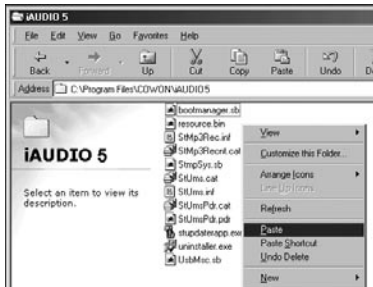 iAUDIO 5
File Edit View Go Favorites Help
Back Forward Up Cut Copy Paste Undo
Address C:\Program Files\COWON\iAUDIO5
iAUDIO 5
Select an item to view its
description.
bootmanager.sb
resource.bin
StMp3Rec.inf
StMp3Recnt.cat
StmpSys.sb
StUms.cat
StUms.inf
StUmsPdr.cat
StUmsPdr.pdr
stupdaterapp.exe
uninstaller.exe
UsbMsc.sb
View
Customize this Folder...
Arrange Icons
Line Up Icons
Refresh
Paste
Paste Shortcut
Undo Delete
New